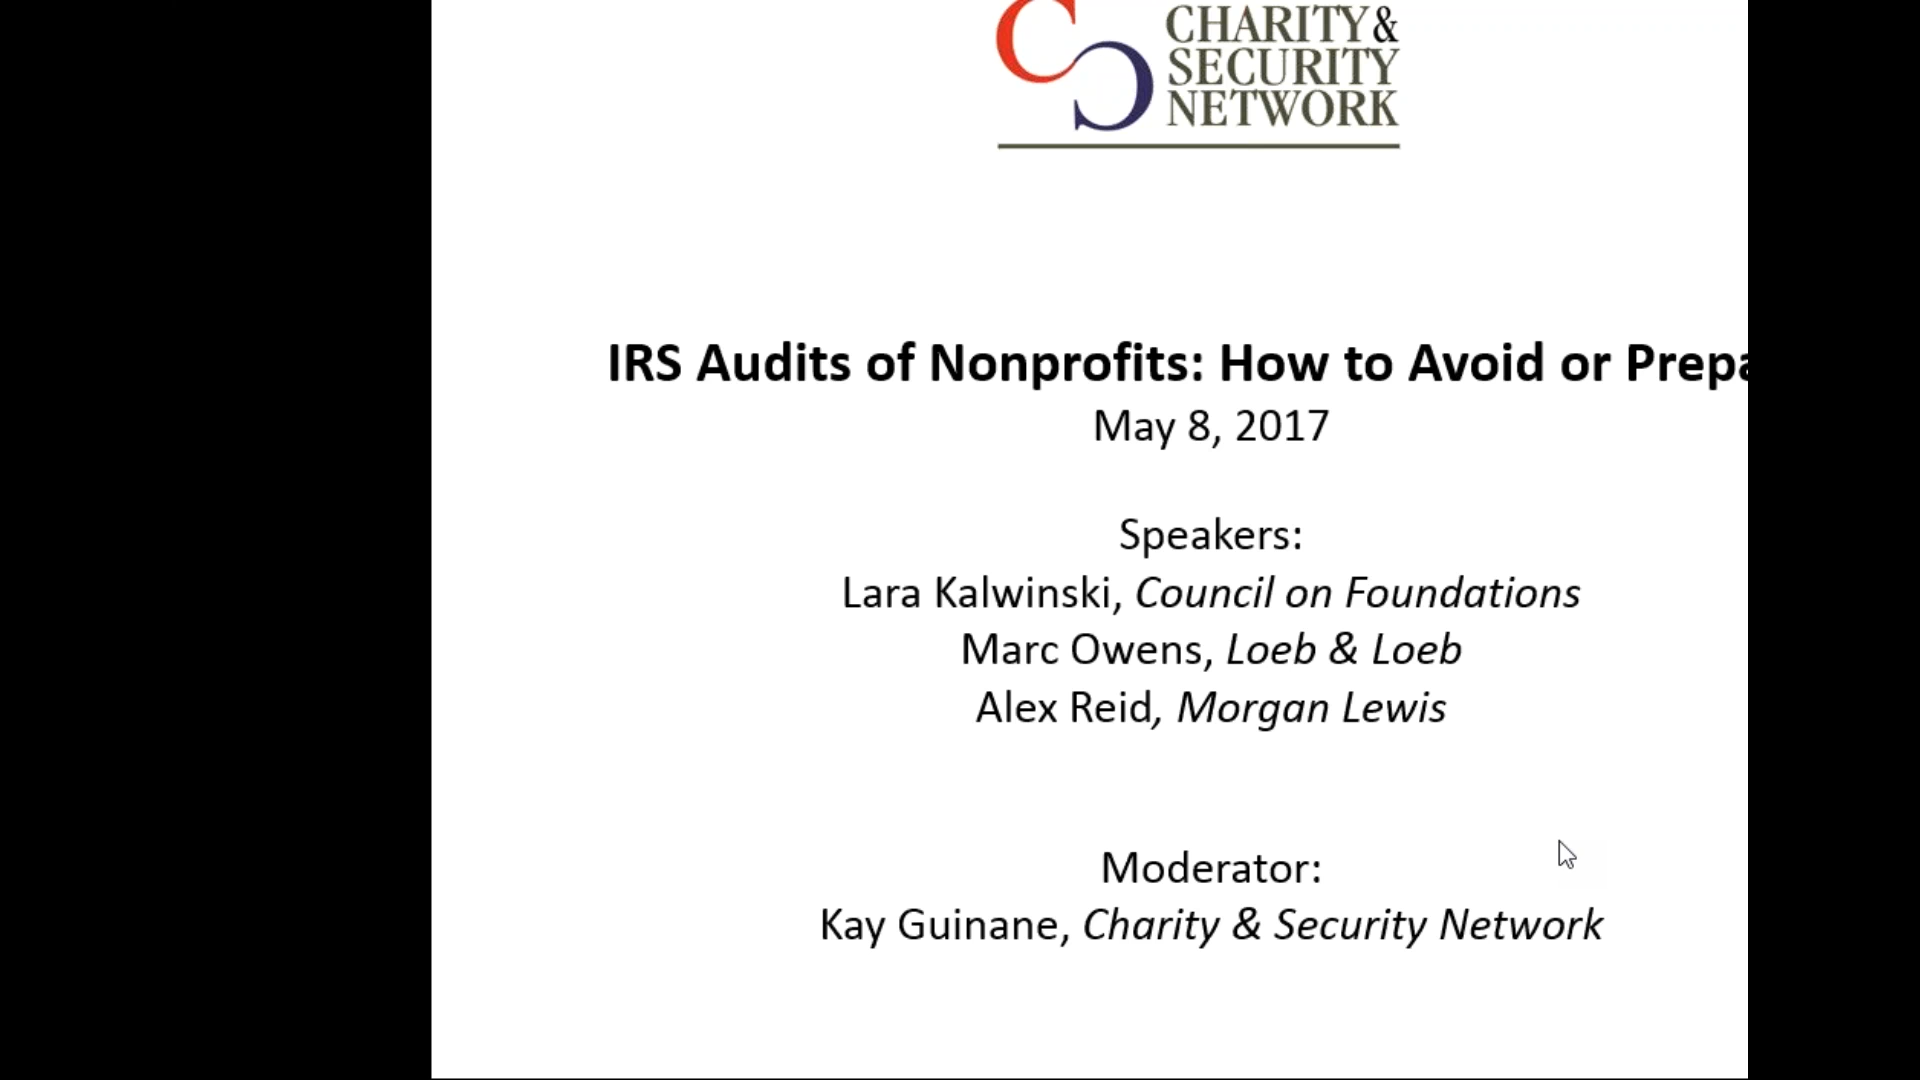 CHARITY&
SECURITY
NETWORK
IRS Audits of Nonprofits: How to Avoid or Prepa
May 8, 2017
Speakers:
Lara Kalwinski, Council on Foundations
Marc Owens, Loeb & Loeb
Alex Reid, Morgan Lewis
Moderator:
Kay Guinane, Charity & Security Network